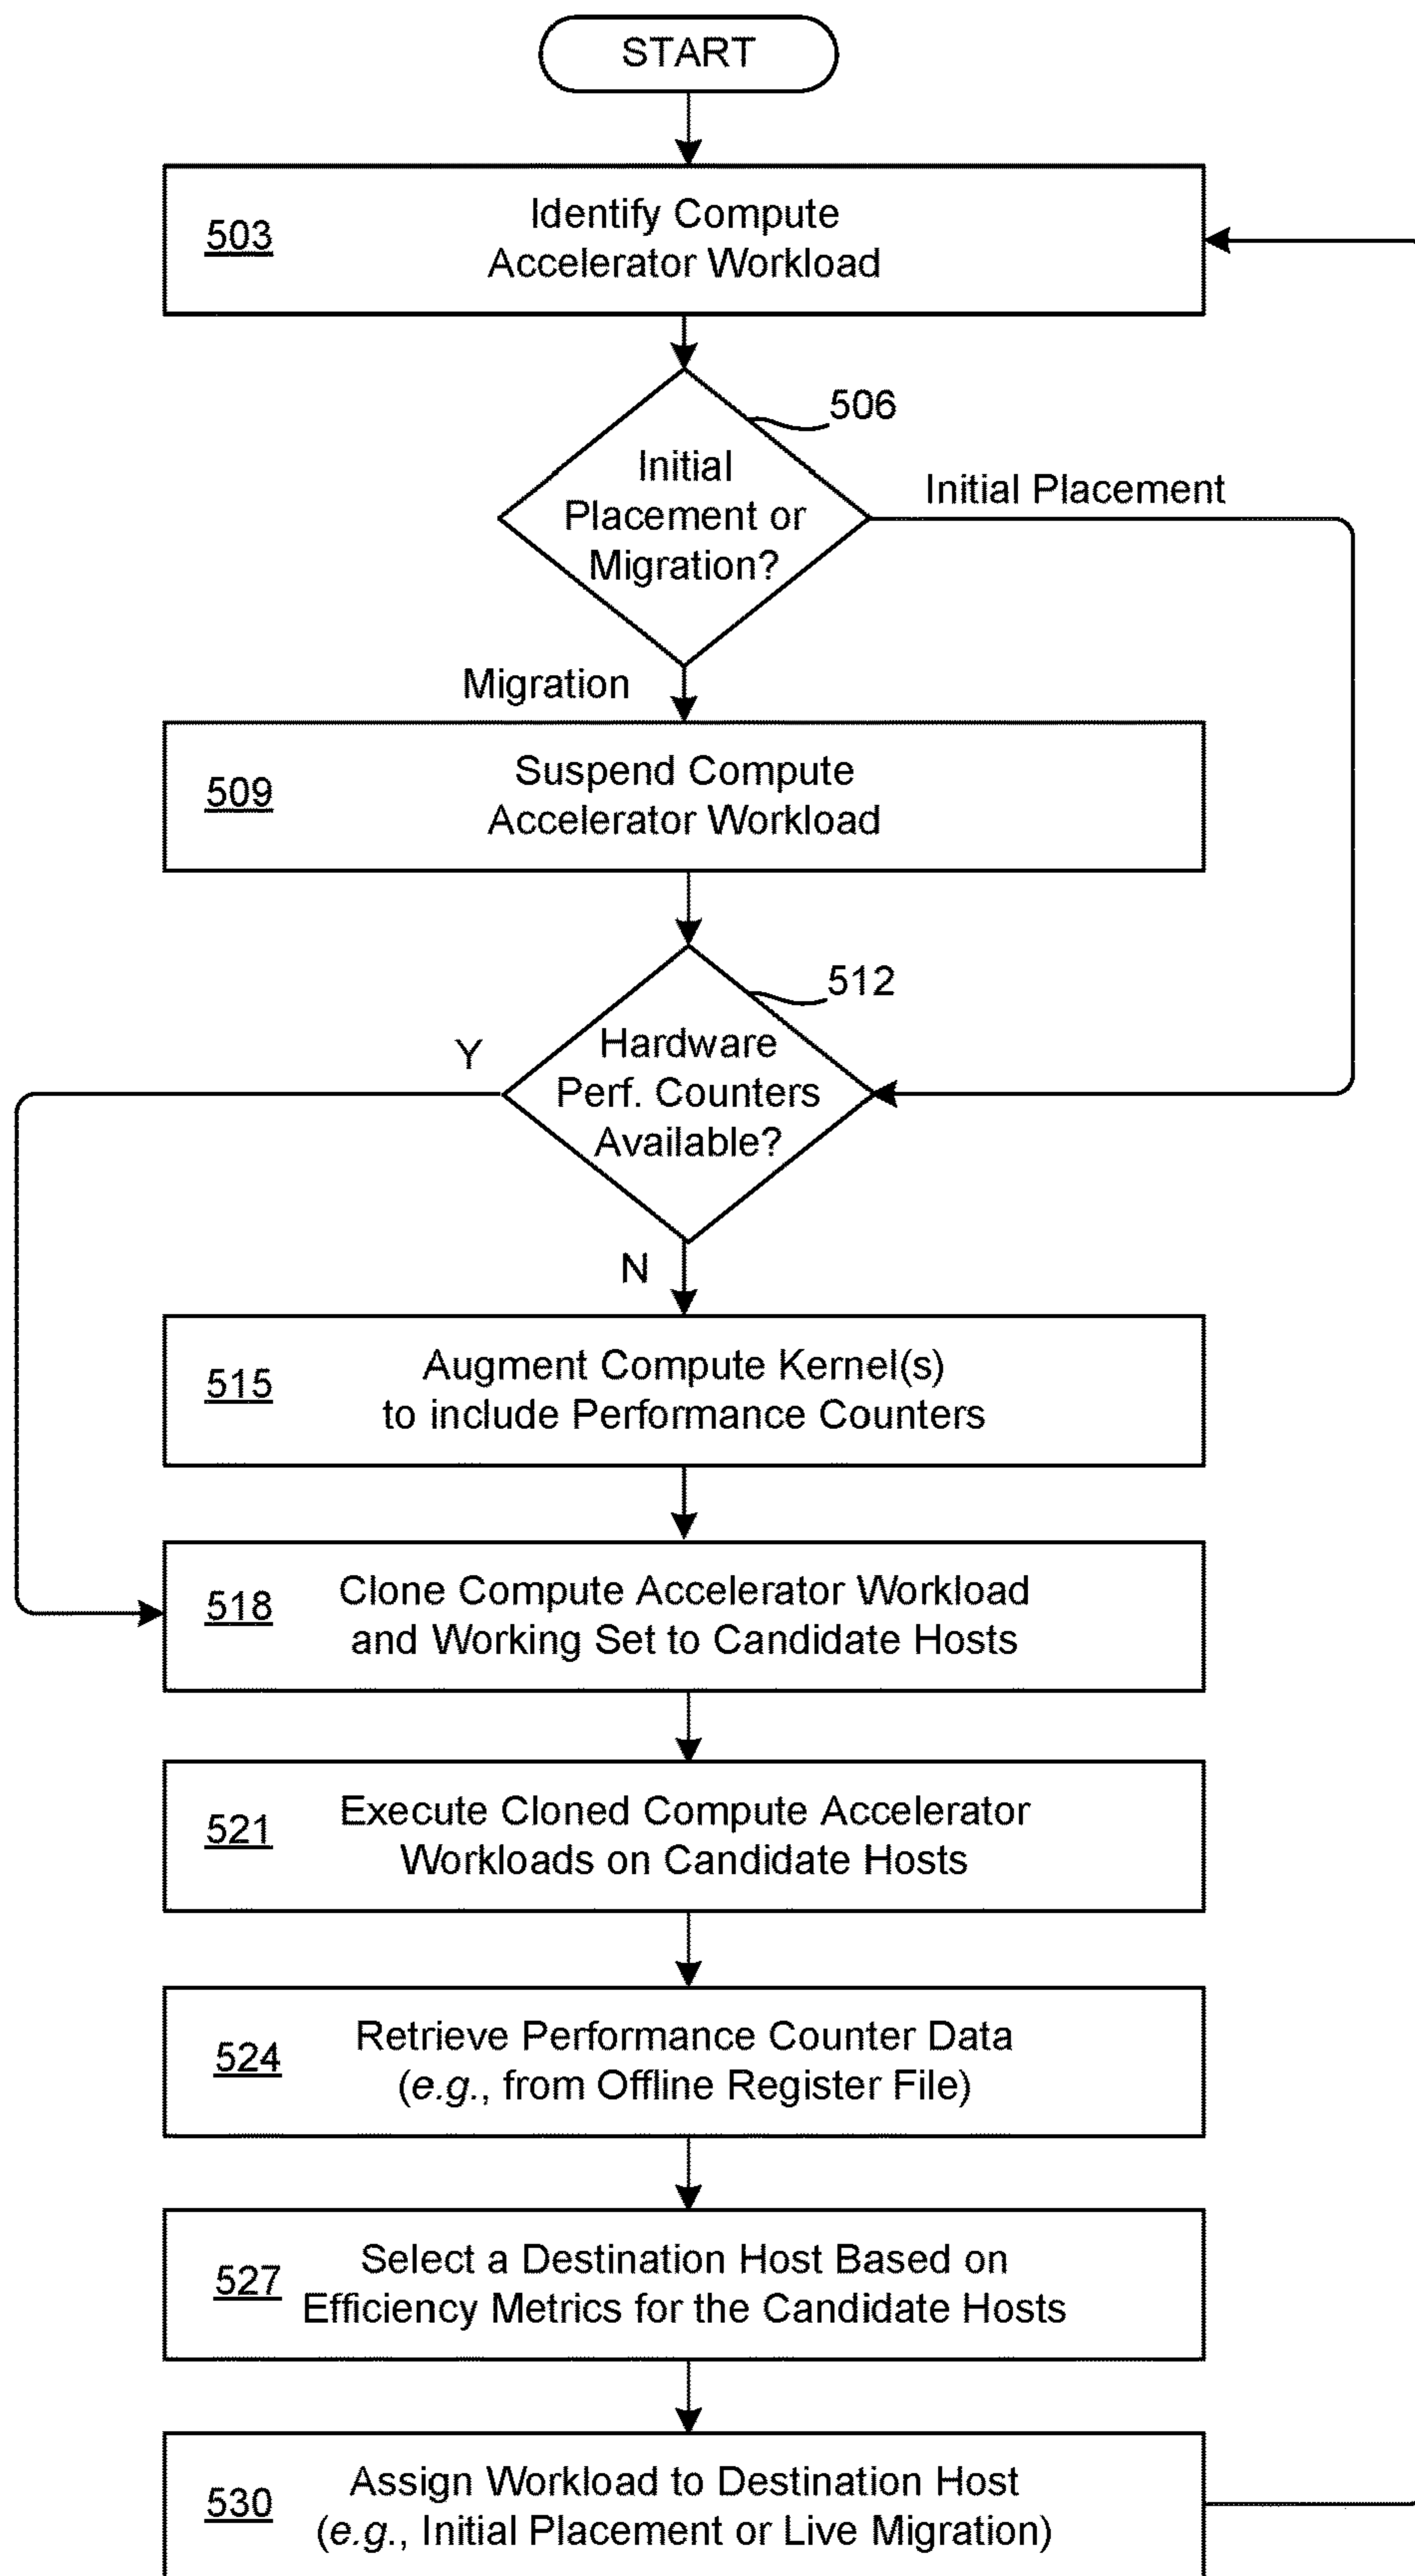 START
503
Identify Compute
Accelerator Workload
506
Initial
Placement or
Migration?
Initial Placement
Migration
509
Suspend Compute
Accelerator Workload
512
Hardware
Perf. Counters
Available?
Y
N
515
Augment Compute Kernel(s)
to include Performance Counters
518
Clone Compute Accelerator Workload
and Working Set to Candidate Hosts
521
Execute Cloned Compute Accelerator
Workloads on Candidate Hosts
524
Retrieve Performance Counter Data
(e.g., from Offline Register File)
527
Select a Destination Host Based on
Efficiency Metrics for the Candidate Hosts
530
Assign Workload to Destination Host
(e.g., Initial Placement or Live Migration)